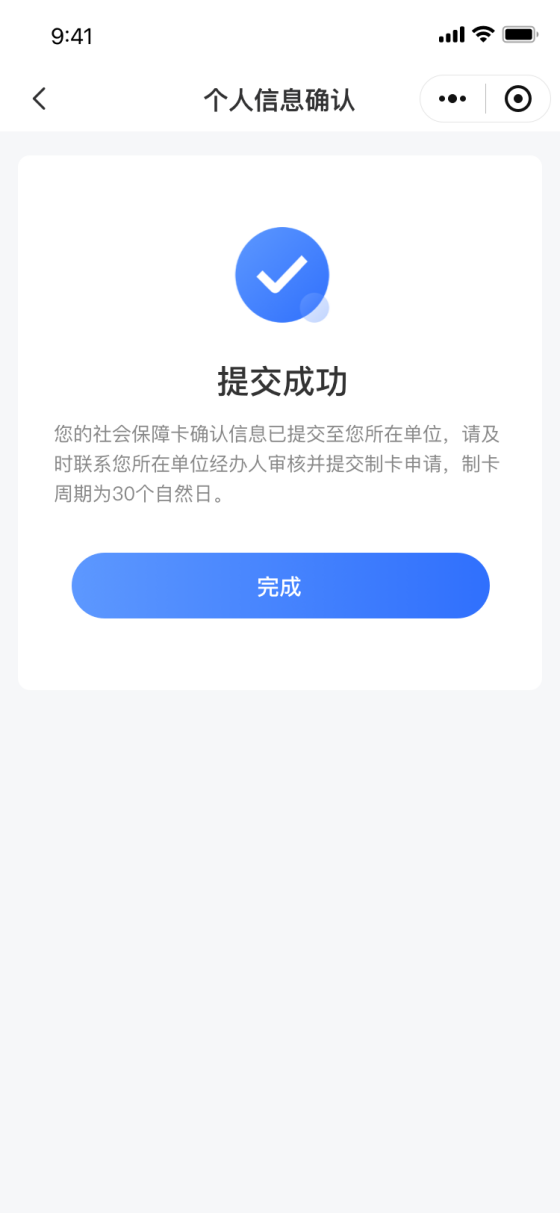 9:41
个人信息确认
提交成功
您的社会保障卡确认信息已提交至您所在单位，请及
时联系您所在单位经办人审核并提交制卡申请，制卡
周期为30个自然日。
完成